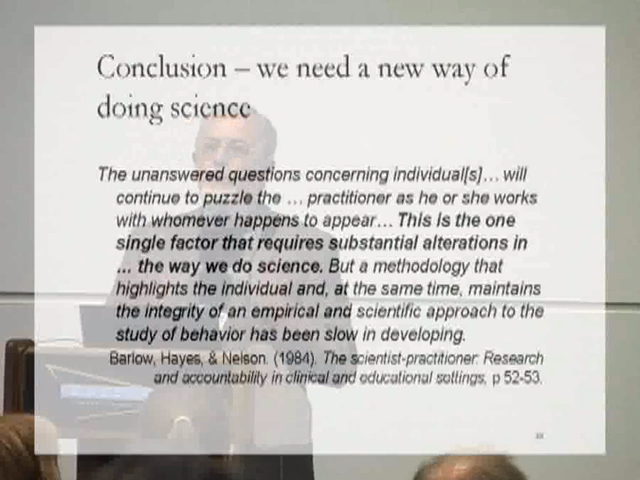 Conclusion – we need a new way of
doing science
The unanswered questions concerning individual[s]… will
continue to puzzle the … practitioner as he or she works
with whomever happens to appear… This is the one
single factor that requires substantial alterations in
… the way we do science. But a methodology that
highlights the individual and, at the same time, maintains
the integrity of an empirical and scientific approach to the
study of behavior has been slow in developing.
Barlow, Hayes, & Nelson. (1984). The scientist-practitioner: Research
and accountability in clinical and educational settings, p 52-53.